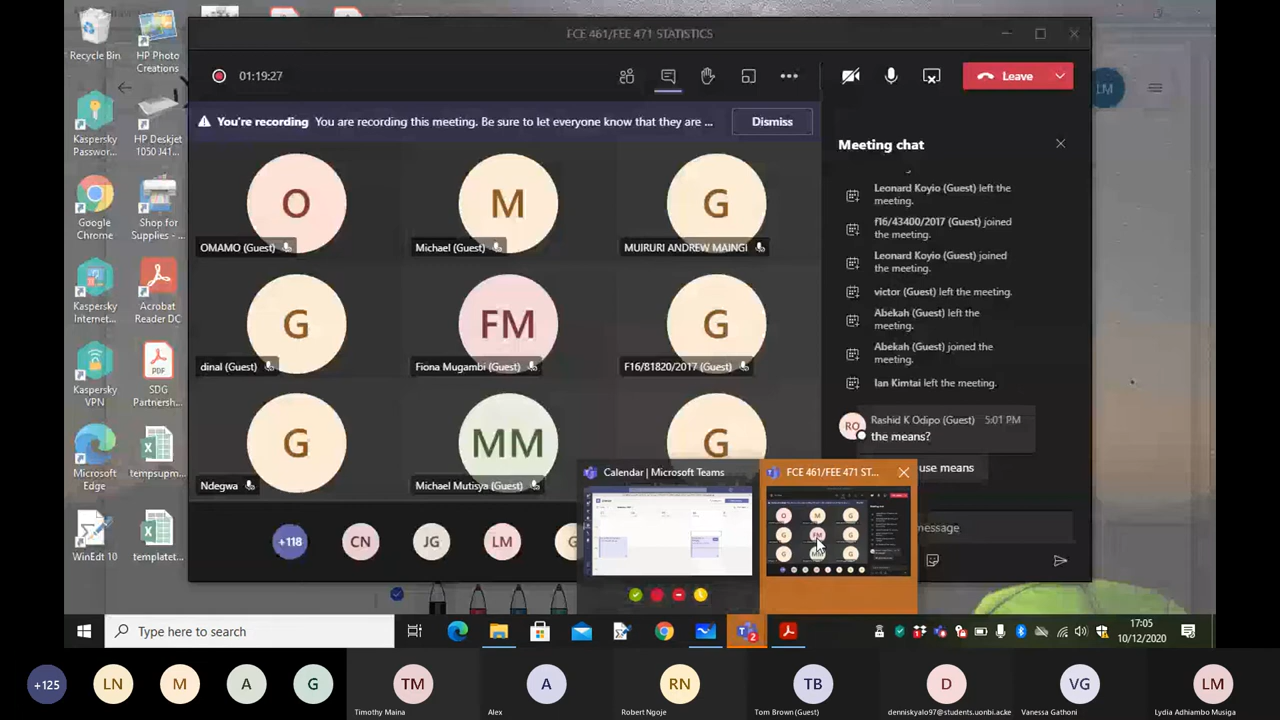 FCE 461/FEE 471 STATISTICS
Recycle Bin
HP Photo
Creations
01:19:27
Leave
LM
You're recording You are recording this meeting. Be sure to let everyone know that they are ...
Dismiss
Meeting chat
Kaspersky
Passwor...
HP Deskjet
1050 J41...
O
M
G
OMAMO (Guest)
Michael (Guest)
MUIRURI ANDREW MAINGI
Leonard Koyio (Guest) left the
meeting.
f16/43400/2017 (Guest) joined
the meeting.
Leonard Koyio (Guest) joined
the meeting.
victor (Guest) left the meeting.
Abekah (Guest) left the
meeting.
Abekah (Guest) joined the
meeting.
Ian Kimtai left the meeting.
Google
Chrome
Shop for
Supplies - ...
Kaspersky
Internet...
Acrobat
Reader DC
G
FM
G
dinal (Guest)
Fiona Mugambi (Guest)
F16/81820/2017 (Guest)
Kaspersky
VPN
SDG
Partnersh...
RO
Rashid K Odipo (Guest) 5:01 PM
the means?
use means
G
MM
G
Ndegwa
Michael Mutisya (Guest)
Microsoft
Edge
tempsupm...
Calendar | Microsoft Teams
FCE 461/FEE 471 ST...
WinEdt 10
templatet...
+118
CN
JG
LM
G
message
Type here to search
2
17:05
10/12/2020
+125
LN
M
A
G
TM
A
RN
TB
D
VG
LM
Timothy Maina
Alex
Robert Ngoje
Tom Brown (Guest)
denniskyalo97@students.uonbi.ac.ke
Vanessa Gathoni
Lydia Adhiambo Musiga